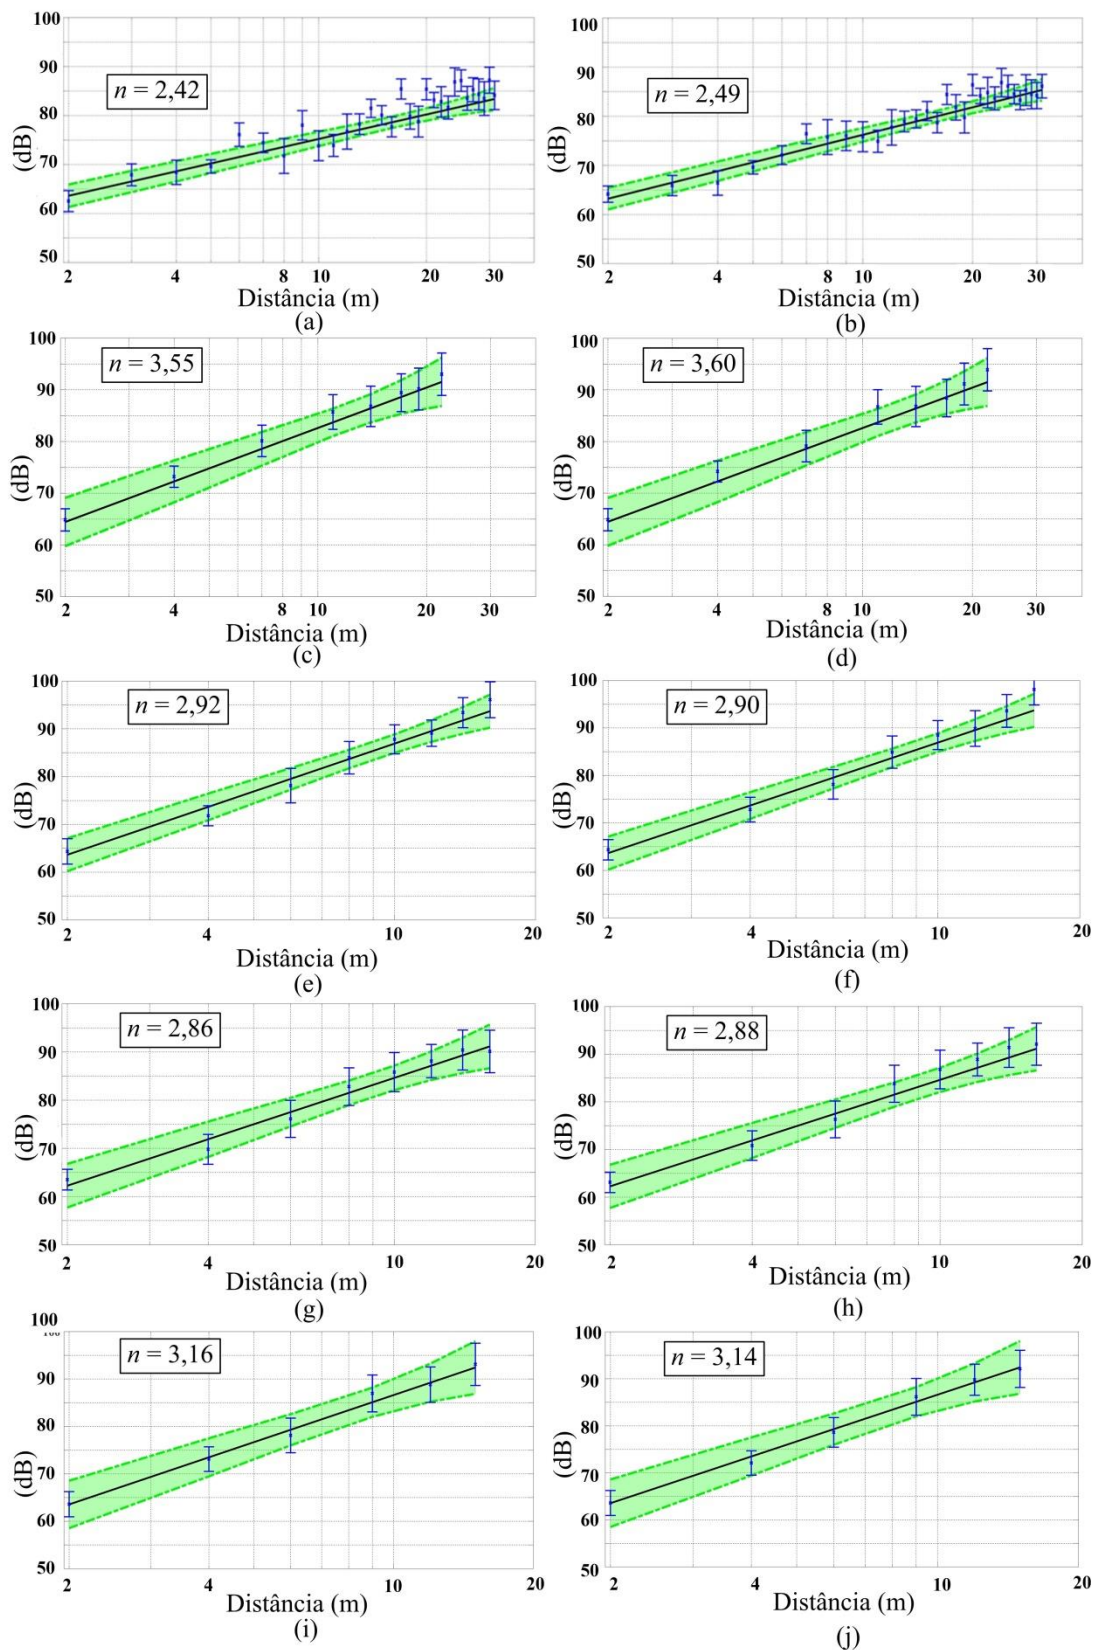 100 100
90 90
n = 2,42 n = 2,49
80 80
(dB) (dB)
70 70
60 60
50 50
2 4 8 10 20 30 2 4 8 10 20 30
Distância (m) Distância (m)
(a) (b)
100 100
n = 3,55 n = 3,60
90 90
80 80
(dB) (dB)
70 70
60 60
50 50
2 4 8 10 20 30 2 4 8 10 20 30
Distância (m) Distância (m)
(c) (d)
100 100
n = 2,92 n = 2,90
90 90
80 80
(dB) (dB)
70 70
60 60
50 50
2 4 10 20 2 4 10 20
Distância (m) Distância (m)
(e) (f)
100 100
n = 2,86 n = 2,88
90 90
80 80
(dB) (dB)
70 70
60 60
50 50
2 4 10 20 2 4 10 20
Distância (m) Distância (m)
(g) (h)
100 100
n = 3,16 n = 3,14
90 90
80 80
(dB) (dB)
70 70
60 60
50 50
2 4 10 20 2 4 10 20
Distância (m) Distância (m)
(i) (j)